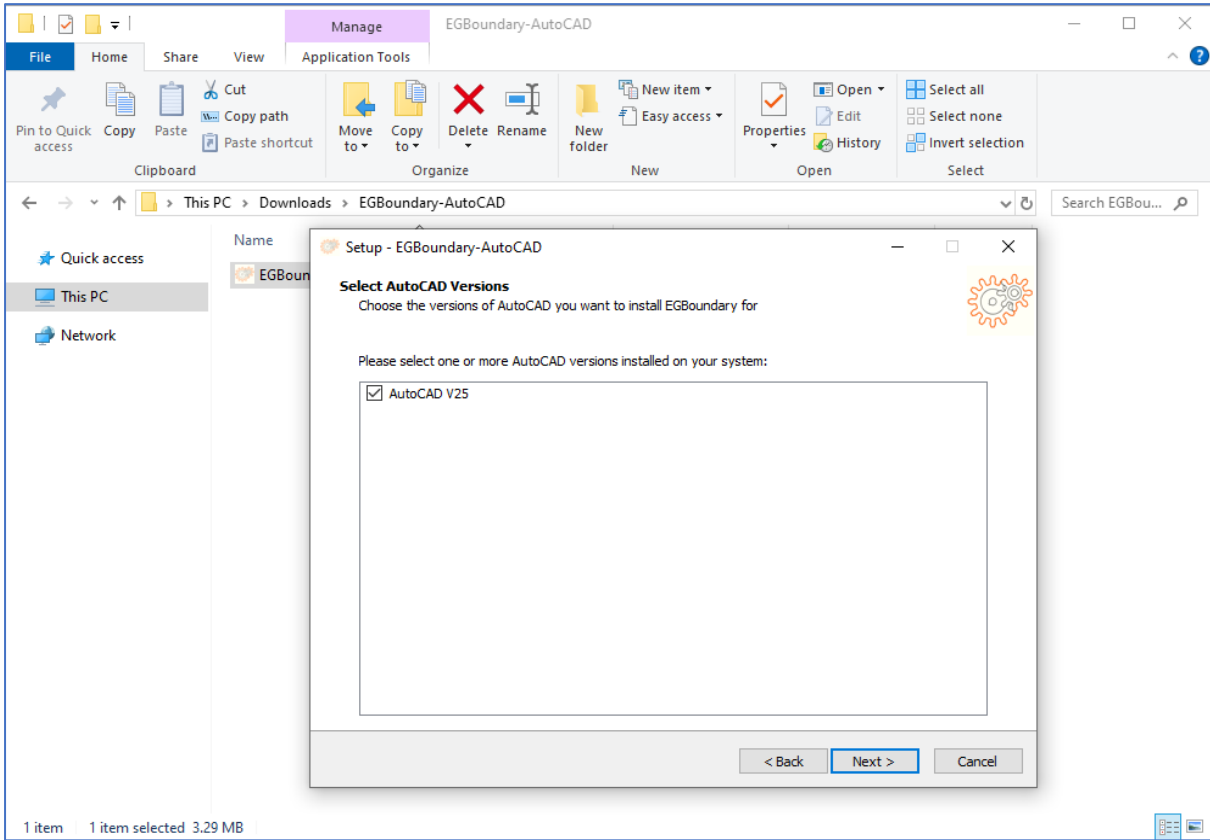 Manage
EGBoundary-AutoCAD
File
Home
Share
View
Application Tools
Pin to Quick access
Copy
Paste
Cut
Copy path
Paste shortcut
Clipboard
Move to
Copy to
Delete
Rename
Organize
New folder
New item
Easy access
New
Properties
Open
Edit
History
Open
Select all
Select none
Invert selection
Select
This PC > Downloads > EGBoundary-AutoCAD
Search EGBou...
Quick access
This PC
Network
Name
EGBoun
Setup - EGBoundary-AutoCAD
Select AutoCAD Versions
Choose the versions of AutoCAD you want to install EGBoundary for
Please select one or more AutoCAD versions installed on your system:
AutoCAD V25
< Back
Next >
Cancel
1 item
1 item selected 3.29 MB